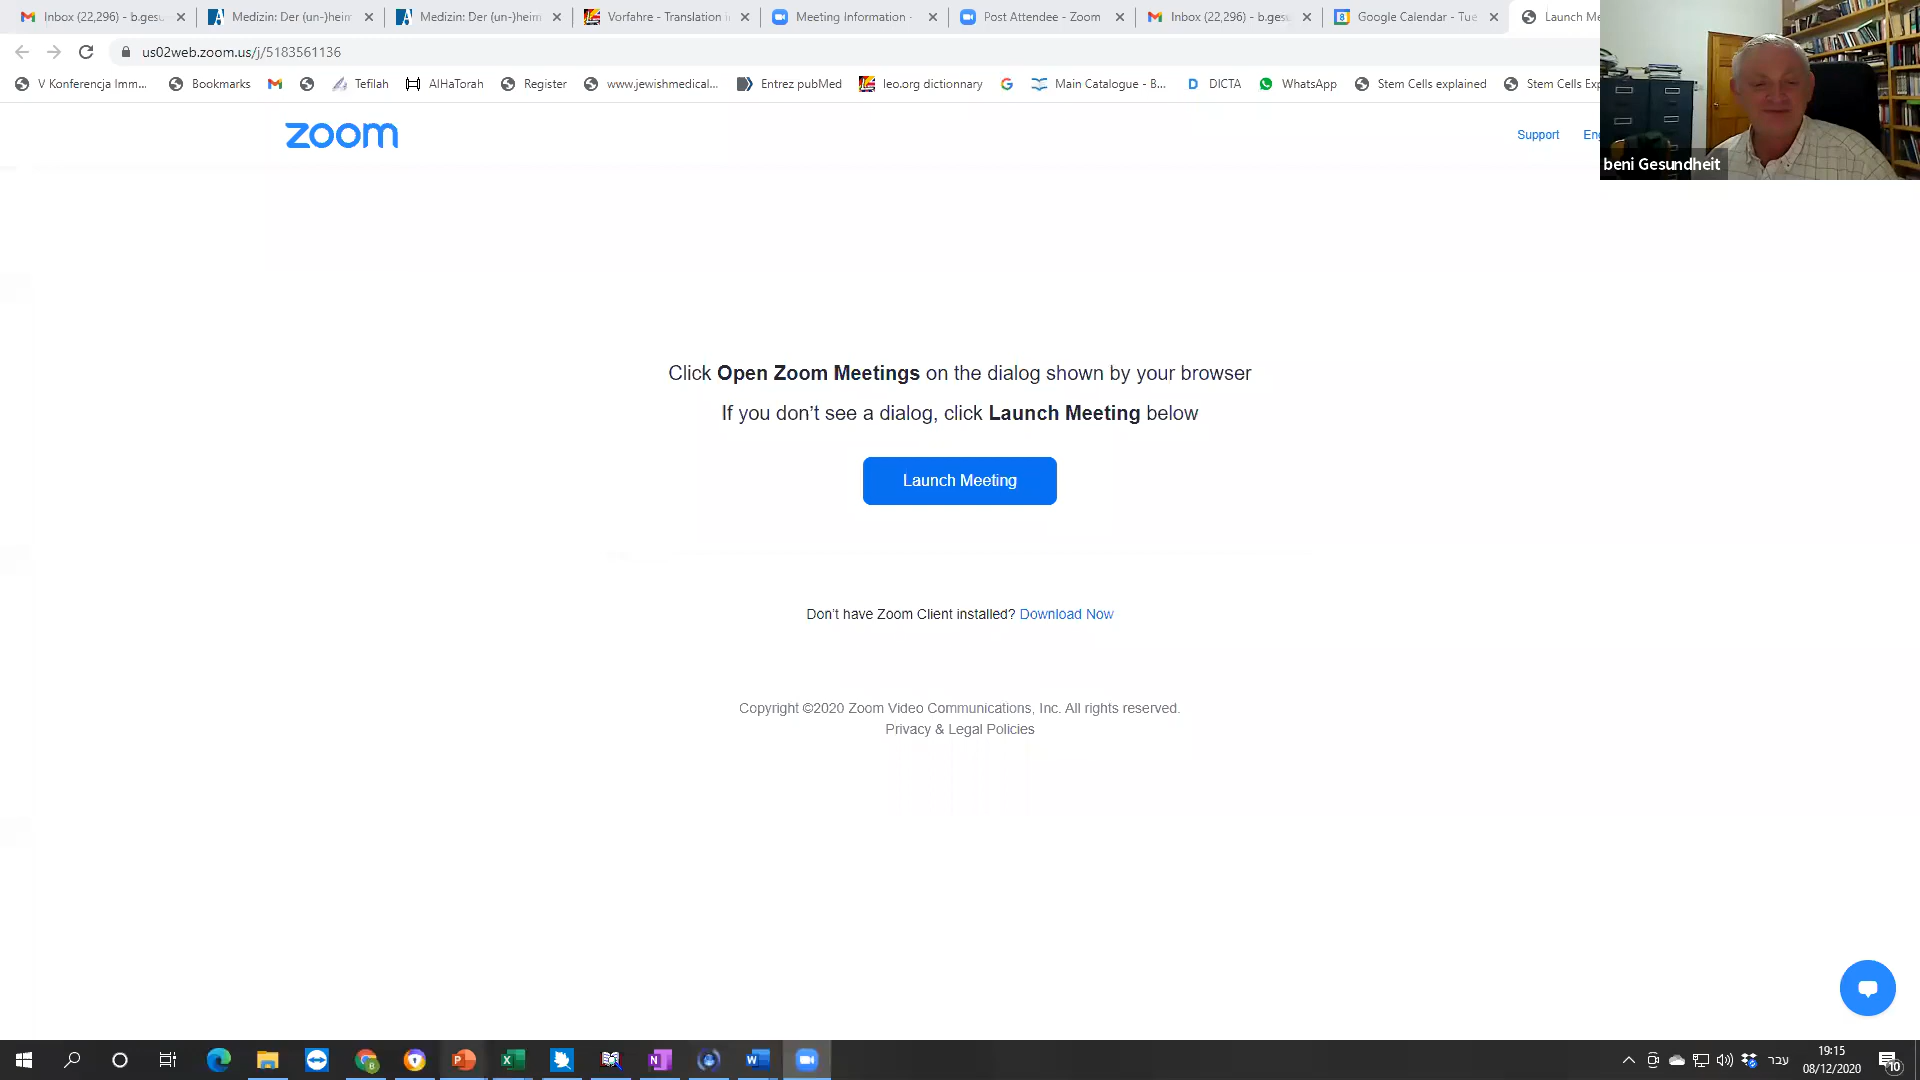 Inbox (22,296) - b.gesu
Medizin: Der (un-)heim
Medizin: Der (un-)heim
Vorfahre - Translation i
Meeting Information -
Post Attendee - Zoom
Inbox (22,296) - b.gesu
Google Calendar - Tue
Launch Me
us02web.zoom.us/j/5183561136
V Konferencja Imm...
Bookmarks
Tefilah
AlHaTorah
Register
www.jewishmedical...
Entrez pubMed
leo.org dictionnary
Main Catalogue - B...
DICTA
WhatsApp
Stem Cells explained
Stem Cells Exp
zoom
Support
Eng
beni Gesundheit
Click Open Zoom Meetings on the dialog shown by your browser
If you don’t see a dialog, click Launch Meeting below
Launch Meeting
Don’t have Zoom Client installed? Download Now
Copyright ©2020 Zoom Video Communications, Inc. All rights reserved.
Privacy & Legal Policies
עבר
19:15
08/12/2020
10